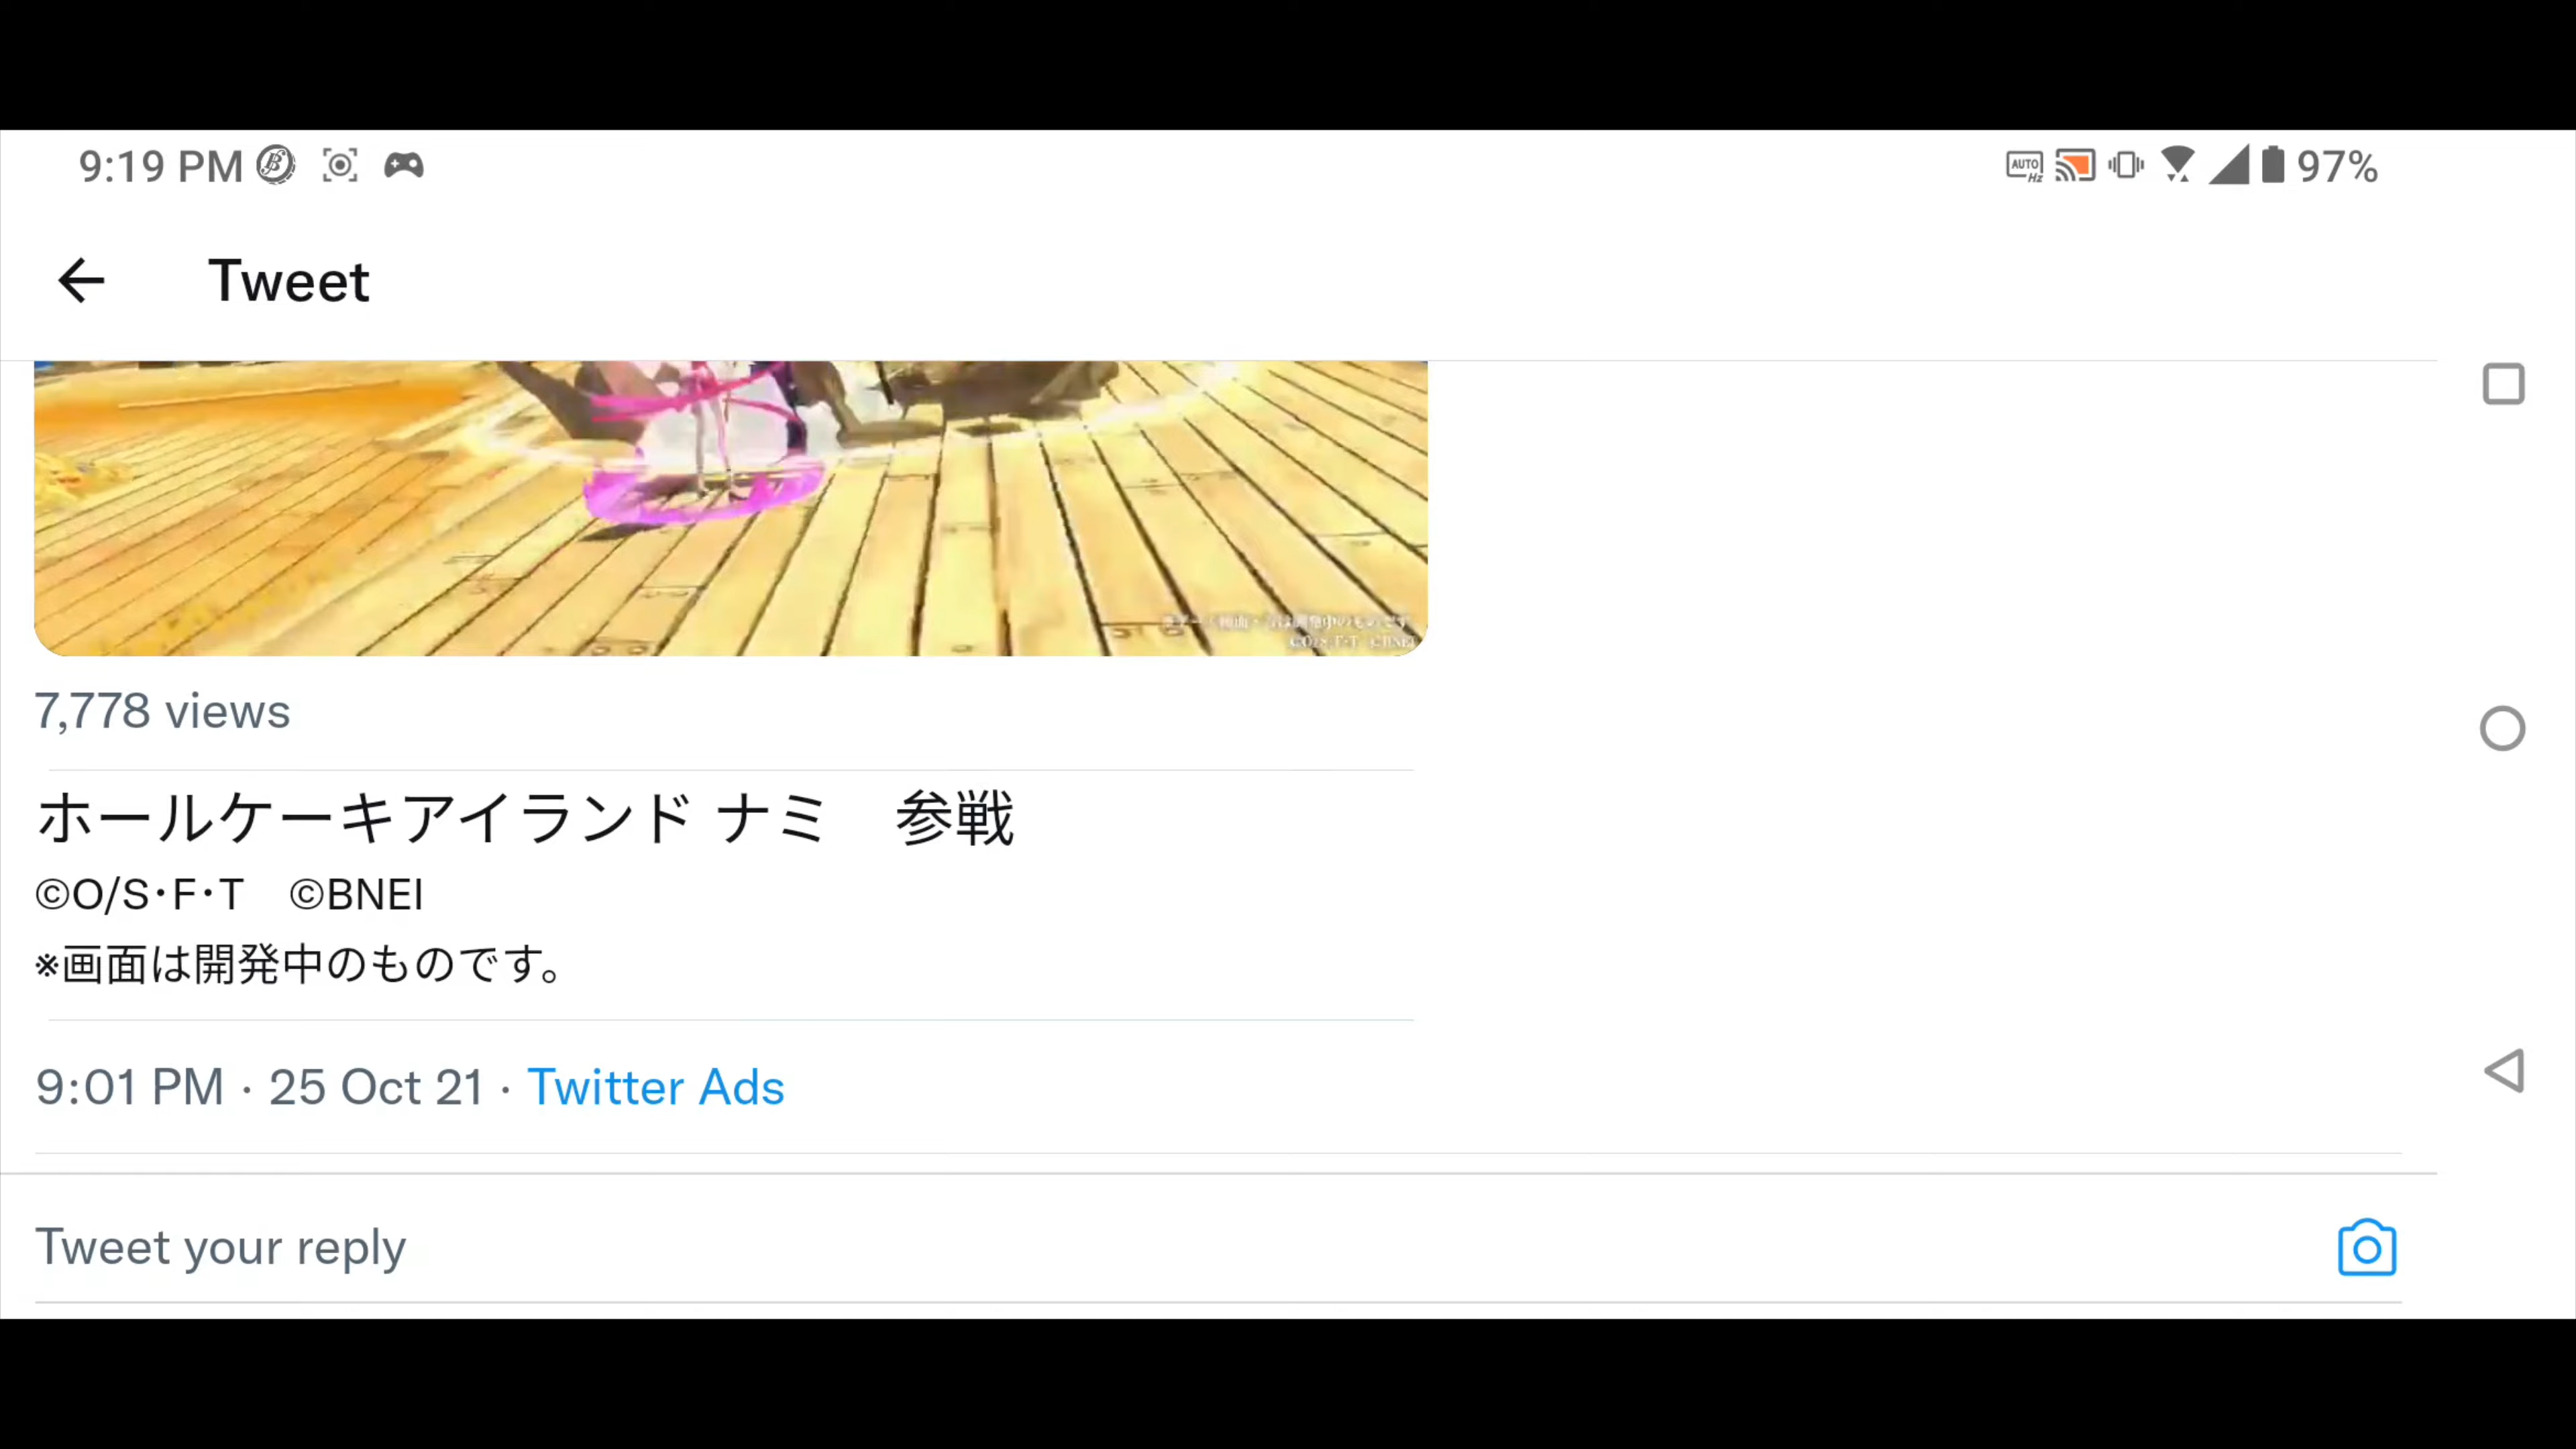 9:19 PM
AUTO Hz
97%
Tweet
7,778 views
ホールケーキアイランド ナミ　参戦
©O/S･F･T　©BNEI
※画面は開発中のものです。
9:01 PM · 25 Oct 21 · Twitter Ads
Tweet your reply